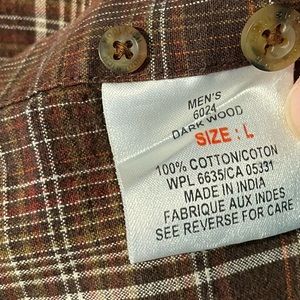 MEN'S
6024
DARK WOOD
SIZE : L
100% COTTON/COTON
WPL 6635/CA 05331
MADE IN INDIA
FABRIQUE AUX INDES
SEE REVERSE FOR CARE